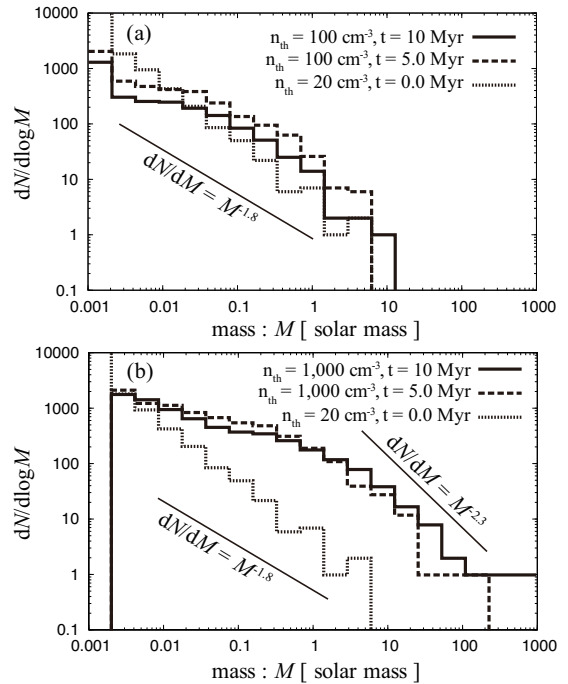 (a)
n_th = 100 cm^-3, t = 10 Myr
n_th = 100 cm^-3, t = 5.0 Myr
n_th = 20 cm^-3, t = 0.0 Myr
dN/dlogM
10000
1000
100
10
1
0.1
dN/dM = M^-1.8
0.001 0.01 0.1 1 10 100 1000
mass : M [ solar mass ]
(b)
n_th = 1,000 cm^-3, t = 10 Myr
n_th = 1,000 cm^-3, t = 5.0 Myr
n_th = 20 cm^-3, t = 0.0 Myr
dN/dlogM
10000
1000
100
10
1
0.1
dN/dM = M^-2.3
dN/dM = M^-1.8
0.001 0.01 0.1 1 10 100 1000
mass : M [ solar mass ]